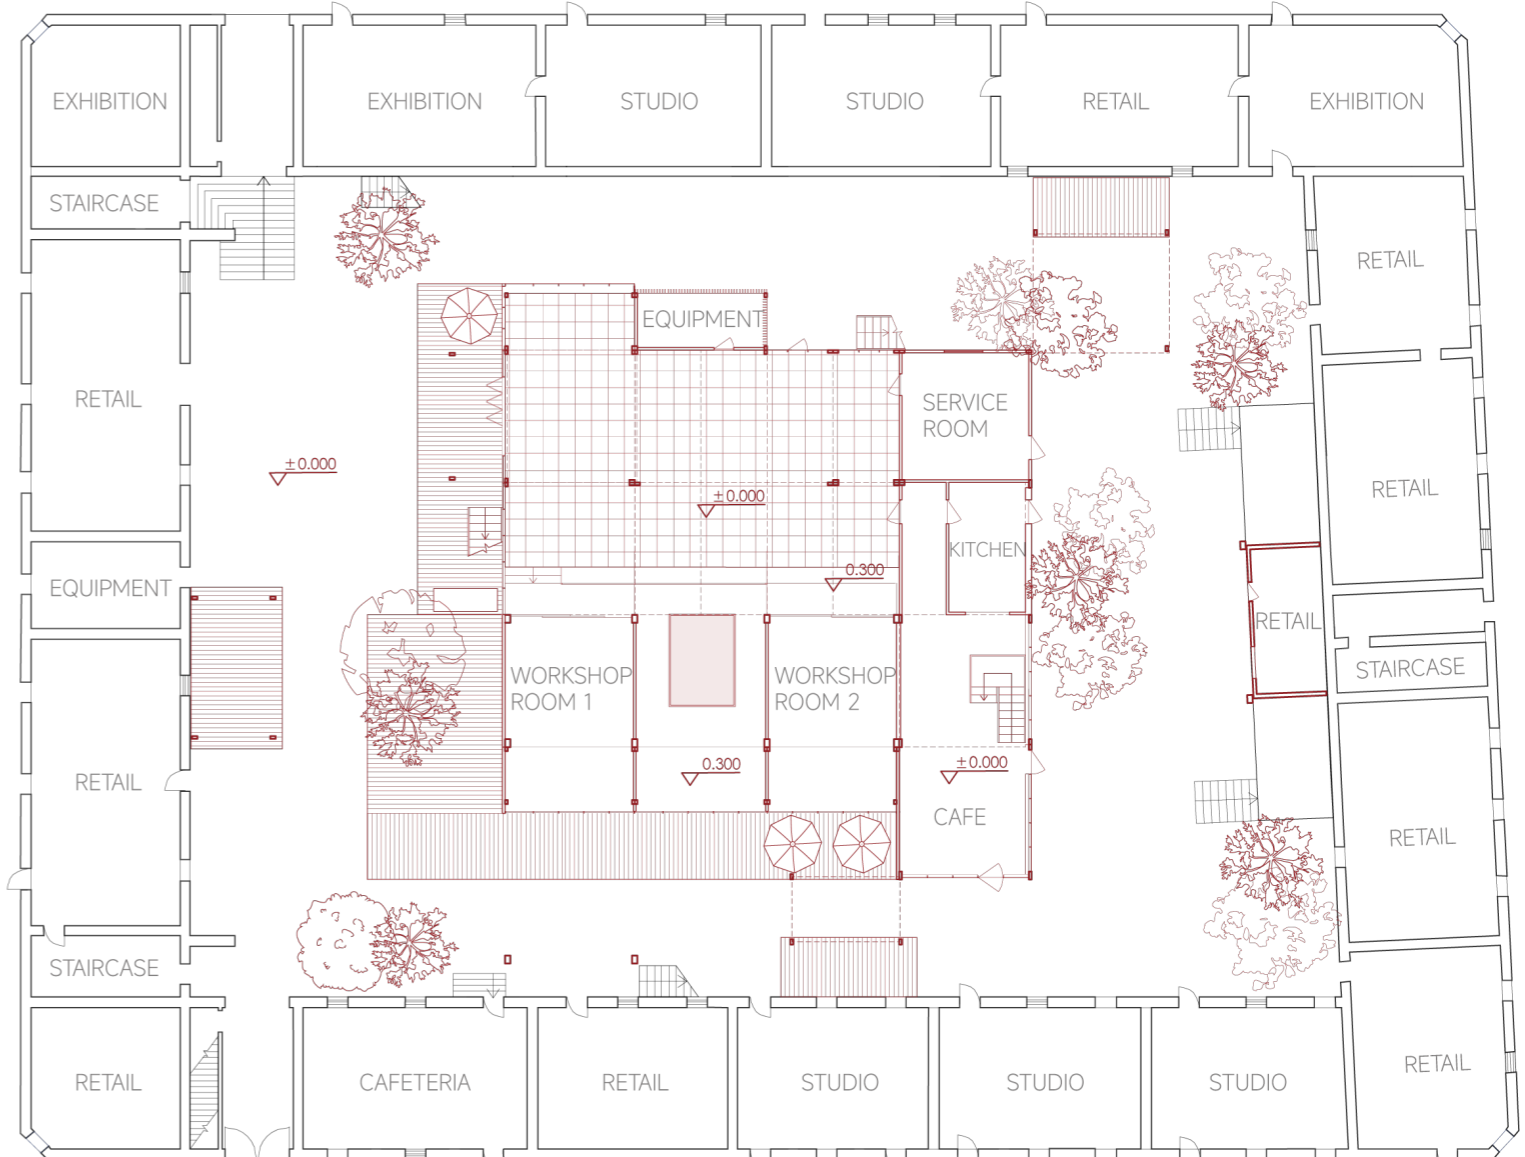 EXHIBITION
EXHIBITION
STUDIO
STUDIO
RETAIL
EXHIBITION
STAIRCASE
RETAIL
EQUIPMENT
RETAIL
SERVICE
ROOM
±0.000
±0.000
RETAIL
KITCHEN
0.300
EQUIPMENT
RETAIL
STAIRCASE
WORKSHOP
ROOM 1
WORKSHOP
ROOM 2
0.300
±0.000
RETAIL
CAFE
RETAIL
STAIRCASE
RETAIL
RETAIL
CAFETERIA
RETAIL
STUDIO
STUDIO
STUDIO